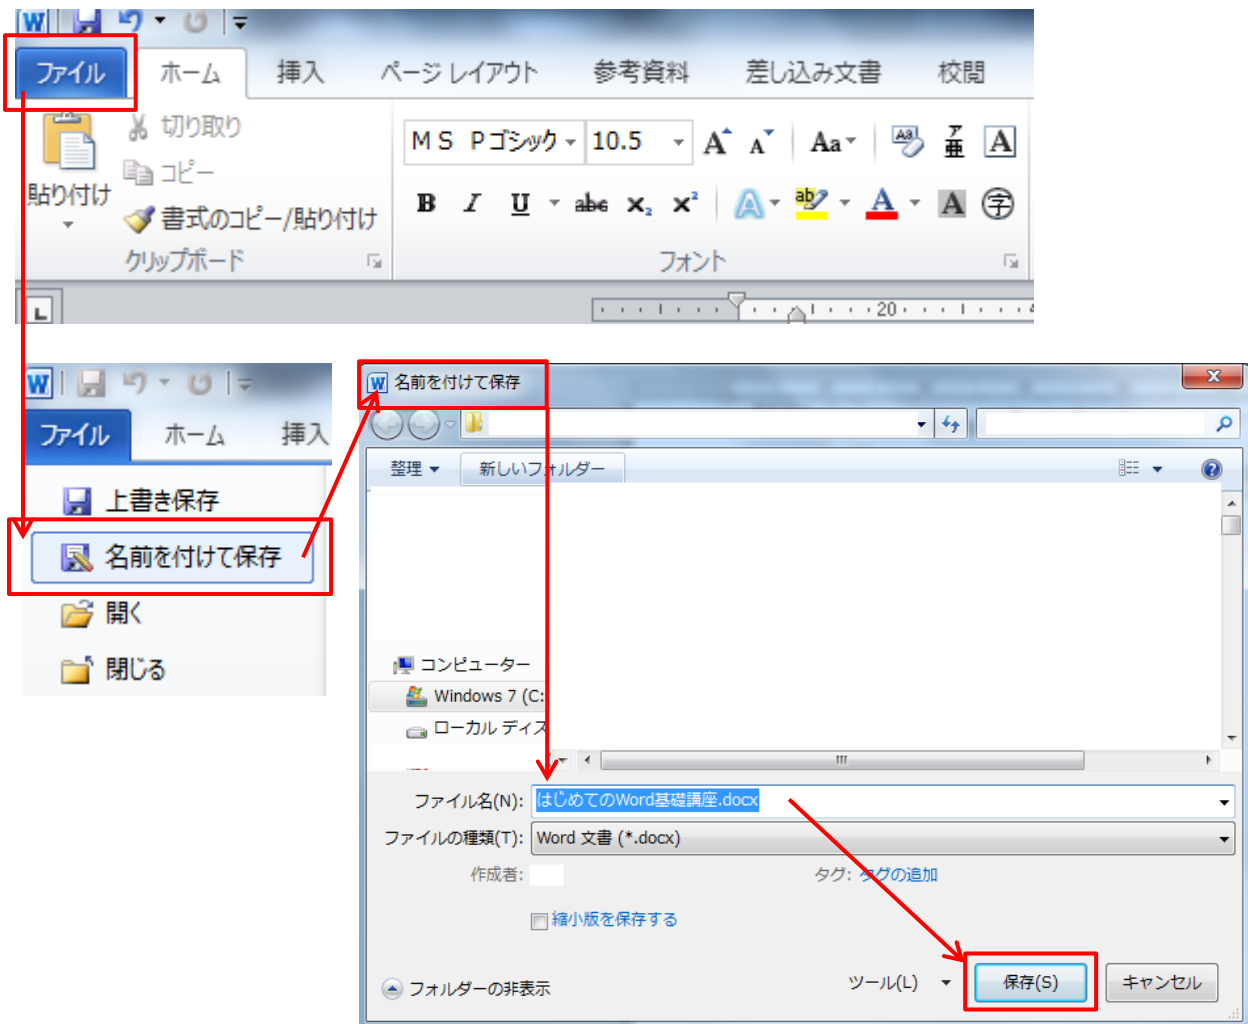 ファイル ホーム 挿入 ページ レイアウト 参考資料 差し込み文書 校閲
切り取り
コピー
貼り付け
書式のコピー/貼り付け
クリップボード
ＭＳ Ｐゴシック 10.5 A A Aa ア亜 A
B I U abc x₂ x² A ab A A 字
フォント
L
20
ファイル ホーム 挿入
上書き保存
名前を付けて保存
開く
閉じる
名前を付けて保存
整理 新しいフォルダー
コンピューター
Windows 7 (C:
ローカル ディス
ファイル名(N): はじめてのWord基礎講座.docx
ファイルの種類(T): Word 文書 (*.docx)
作成者: タグ: タグの追加
縮小版を保存する
フォルダーの非表示 ツール(L) 保存(S) キャンセル